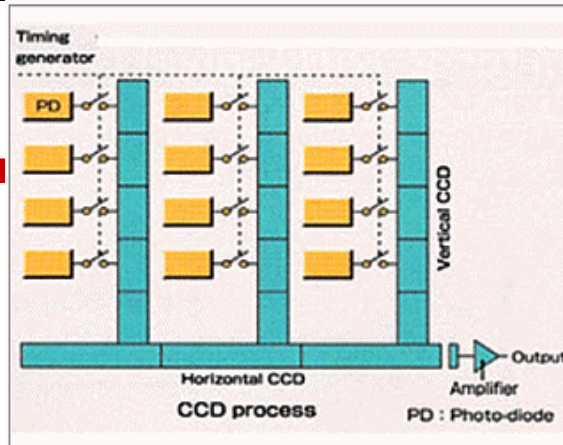 Timing
generator
PD
Vertical CCD
Horizontal CCD
Output
Amplifier
CCD process
PD : Photo-diode